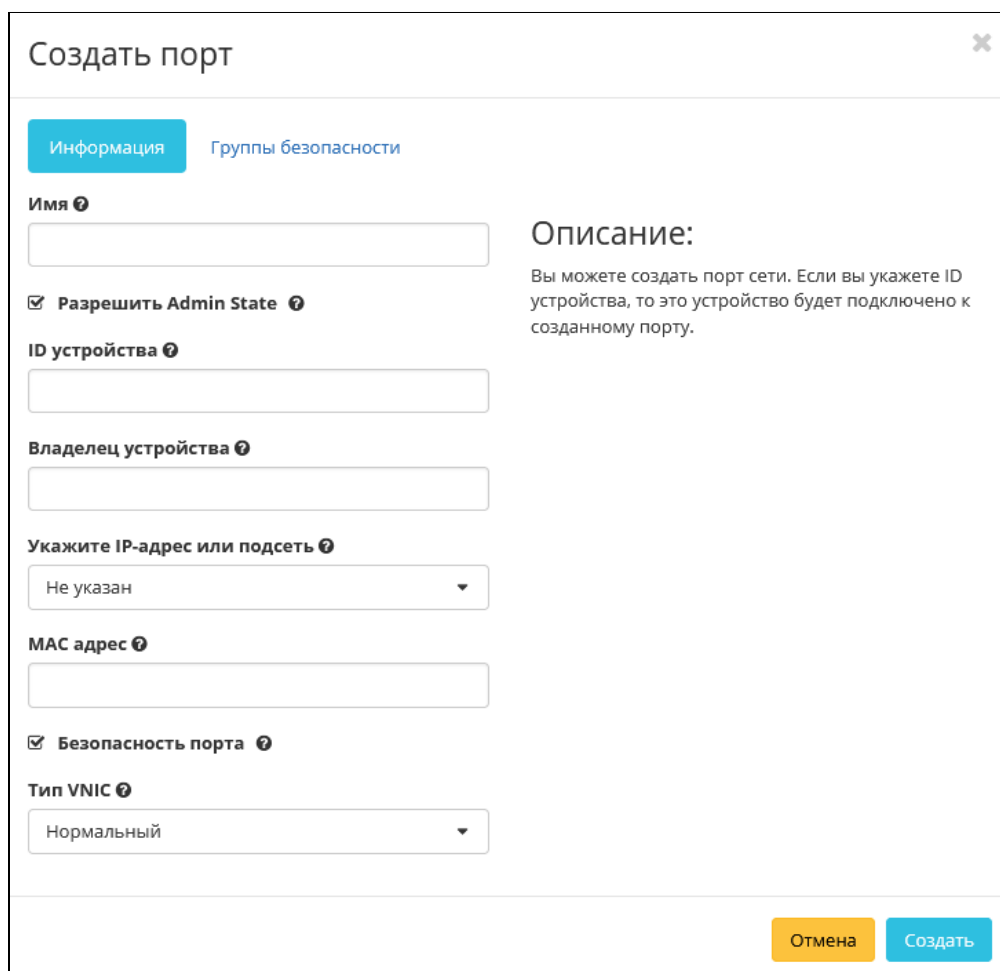 Создать порт
Информация
Группы безопасности
Имя
Разрешить Admin State
ID устройства
Владелец устройства
Укажите IP-адрес или подсеть
Не указан
MAC адрес
Безопасность порта
Тип VNIC
Нормальный
Описание:
Вы можете создать порт сети. Если вы укажете ID
устройства, то это устройство будет подключено к
созданному порту.
Отмена
Создать